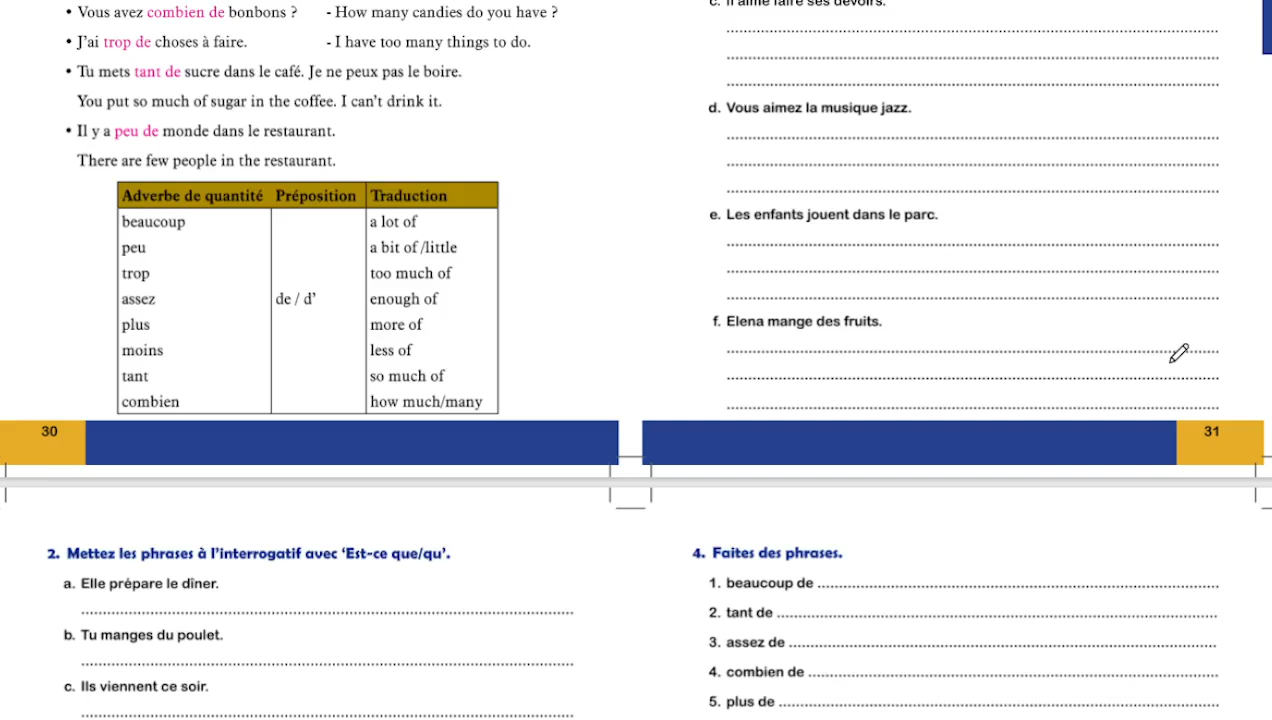 • Vous avez combien de bonbons ? - How many candies do you have ?
• J'ai trop de choses à faire. - I have too many things to do.
• Tu mets tant de sucre dans le café. Je ne peux pas le boire.
You put so much of sugar in the coffee. I can't drink it.
• Il y a peu de monde dans le restaurant.
There are few people in the restaurant.
Adverbe de quantité Préposition Traduction
beaucoup a lot of
peu a bit of /little
trop too much of
assez de / d' enough of
plus more of
moins less of
tant so much of
combien how much/many
30
c. Il aime faire ses devoirs.
d. Vous aimez la musique jazz.
e. Les enfants jouent dans le parc.
f. Elena mange des fruits.
31
2. Mettez les phrases à l'interrogatif avec 'Est-ce que/qu'.
a. Elle prépare le dîner.
b. Tu manges du poulet.
c. Ils viennent ce soir.
4. Faites des phrases.
1. beaucoup de
2. tant de
3. assez de
4. combien de
5. plus de